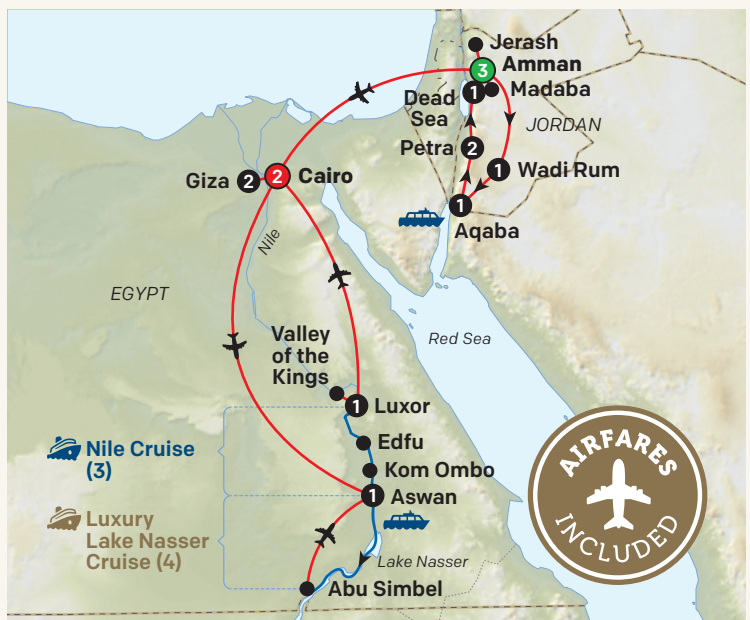 Jerash
3
Amman
1
Madaba
Dead
Sea
JORDAN
Petra
2
1
Wadi Rum
1
Aqaba
Giza
2
2
Cairo
Nile
EGYPT
Red Sea
Valley
of the
Kings
1
Luxor
Edfu
Nile Cruise
(3)
Kom Ombo
1
Aswan
Luxury
Lake Nasser
Cruise (4)
Lake Nasser
Abu Simbel
AIRFARES
INCLUDED